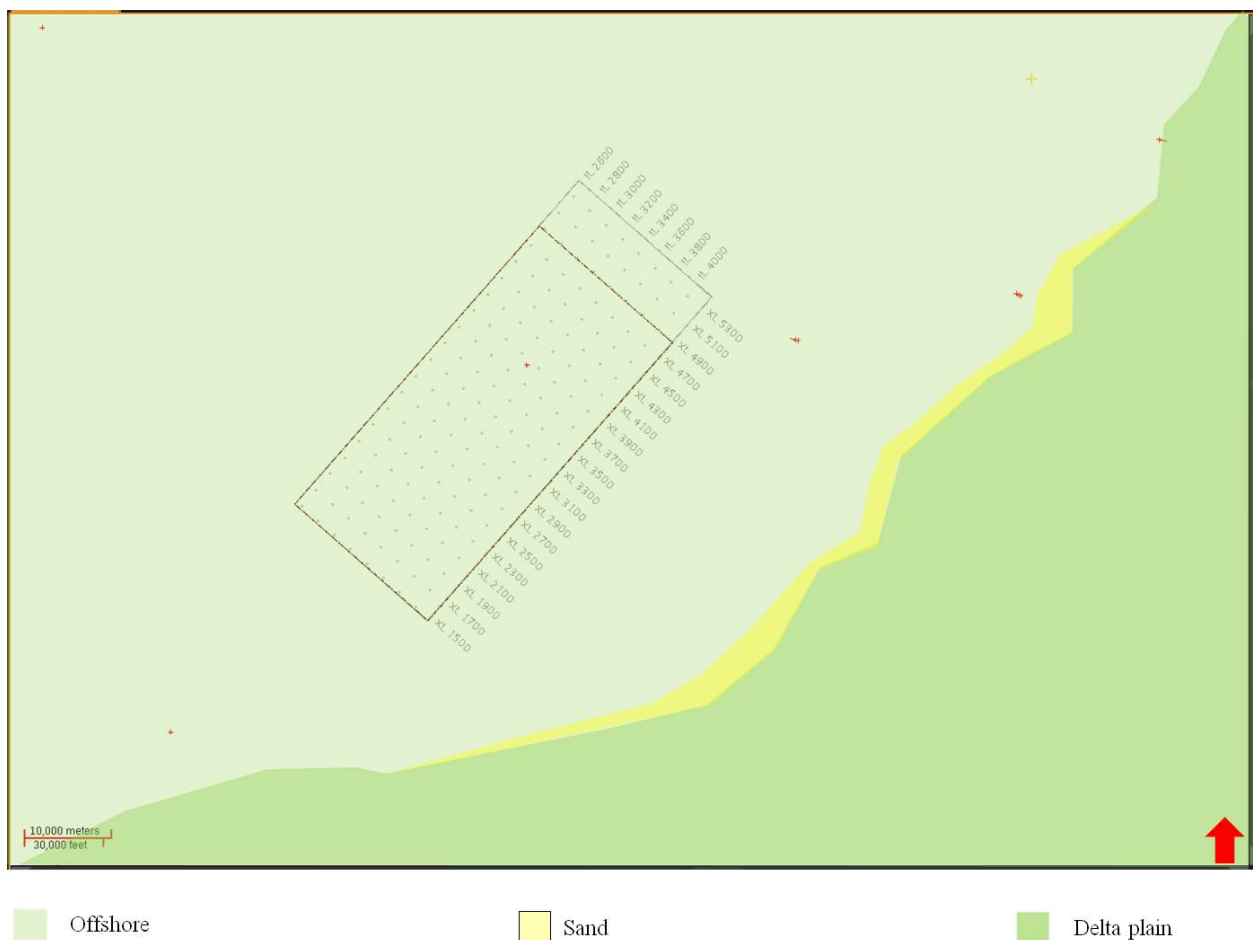 IL 2600
IL 2800
IL 3000
IL 3200
IL 3400
IL 3600
IL 3800
IL 4000
XL 5300
XL 5100
XL 4900
XL 4700
XL 4500
XL 4300
XL 4100
XL 3900
XL 3700
XL 3500
XL 3300
XL 3100
XL 2900
XL 2700
XL 2500
XL 2300
XL 2100
XL 1900
XL 1700
XL 1500
10,000 meters
30,000 feet
Offshore
Sand
Delta plain